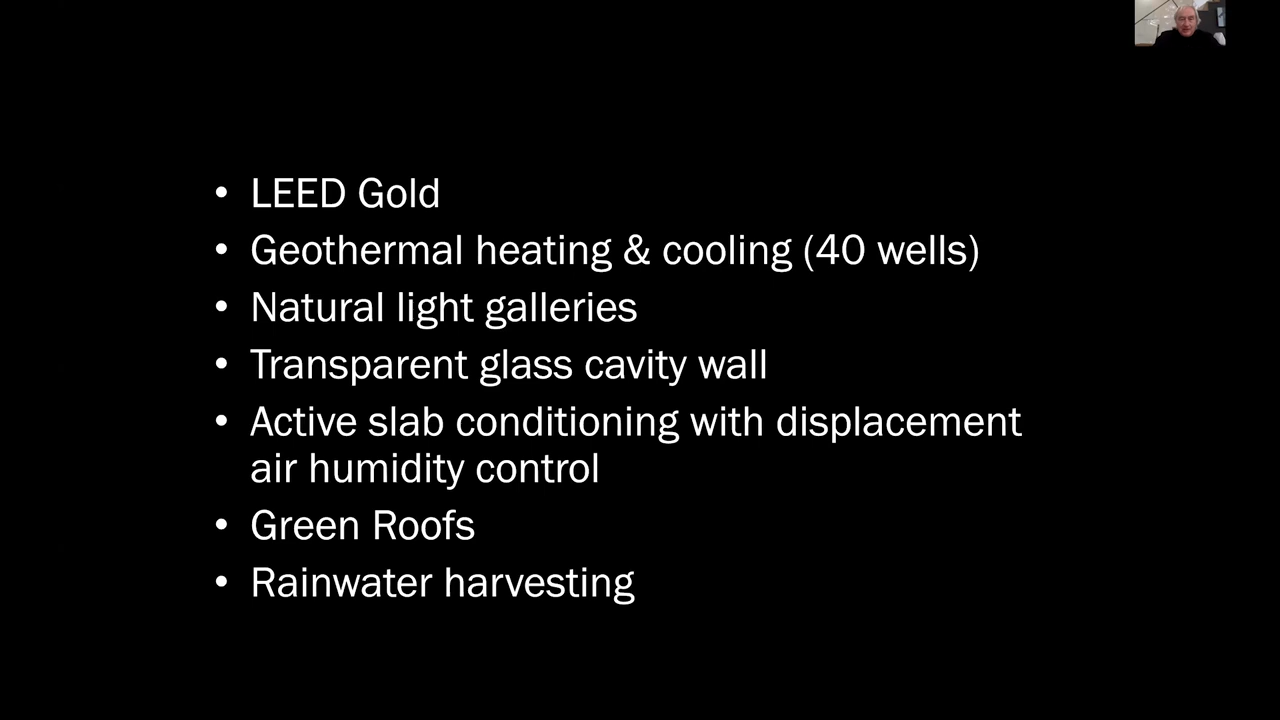 • LEED Gold
• Geothermal heating & cooling (40 wells)
• Natural light galleries
• Transparent glass cavity wall
• Active slab conditioning with displacement
air humidity control
• Green Roofs
• Rainwater harvesting